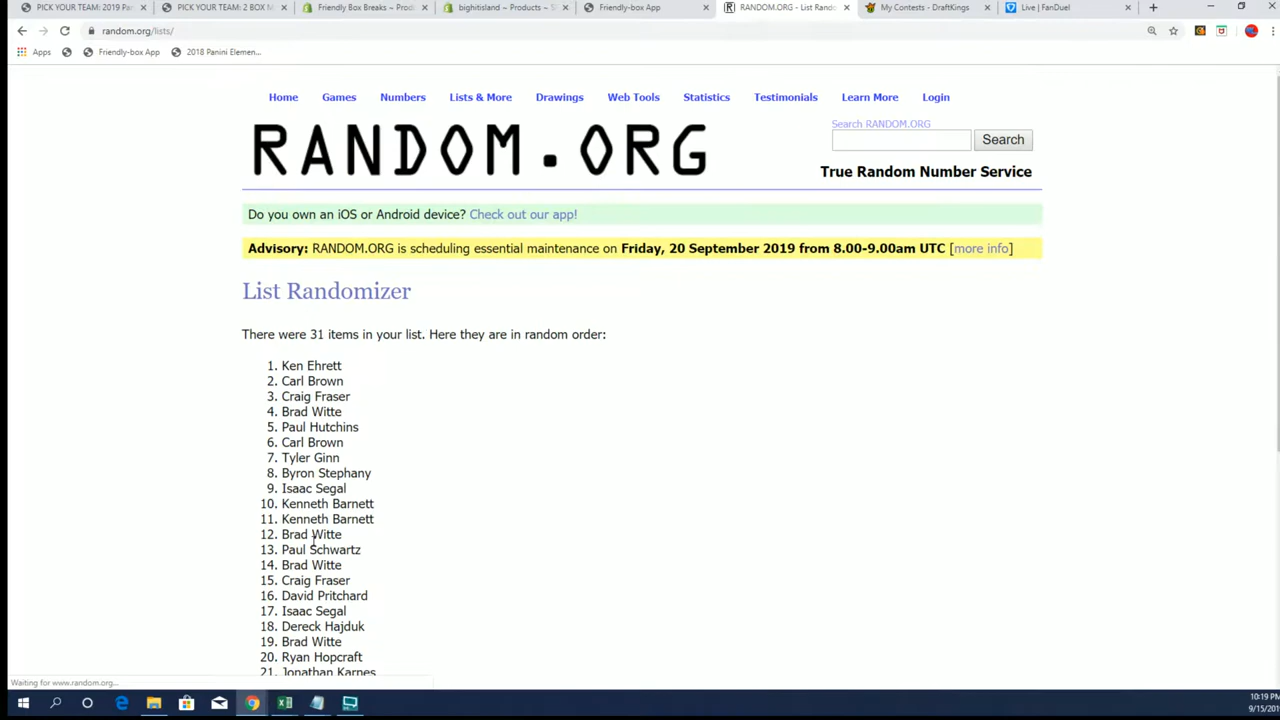 PICK YOUR TEAM: 2019 Pa
PICK YOUR TEAM: 2 BOX M
Friendly Box Breaks ~ Prod
bighitisland ~ Products ~ S
Friendly-box App
RANDOM.ORG - List Rando
My Contests - DraftKings
Live | FanDuel
random.org/lists/
Apps
Friendly-box App
2018 Panini Elemen...
Home
Games
Numbers
Lists & More
Drawings
Web Tools
Statistics
Testimonials
Learn More
Login
RANDOM.ORG
Search RANDOM.ORG
Search
True Random Number Service
Do you own an iOS or Android device? Check out our app!
Advisory: RANDOM.ORG is scheduling essential maintenance on Friday, 20 September 2019 from 8.00-9.00am UTC [more info]
List Randomizer
There were 31 items in your list. Here they are in random order:
1. Ken Ehrett
2. Carl Brown
3. Craig Fraser
4. Brad Witte
5. Paul Hutchins
6. Carl Brown
7. Tyler Ginn
8. Byron Stephany
9. Isaac Segal
10. Kenneth Barnett
11. Kenneth Barnett
12. Brad Witte
13. Paul Schwartz
14. Brad Witte
15. Craig Fraser
16. David Pritchard
17. Isaac Segal
18. Dereck Hajduk
19. Brad Witte
20. Ryan Hopcraft
21. Jonathan Karnes
Waiting for www.random.org...
10:19 PM
9/15/201